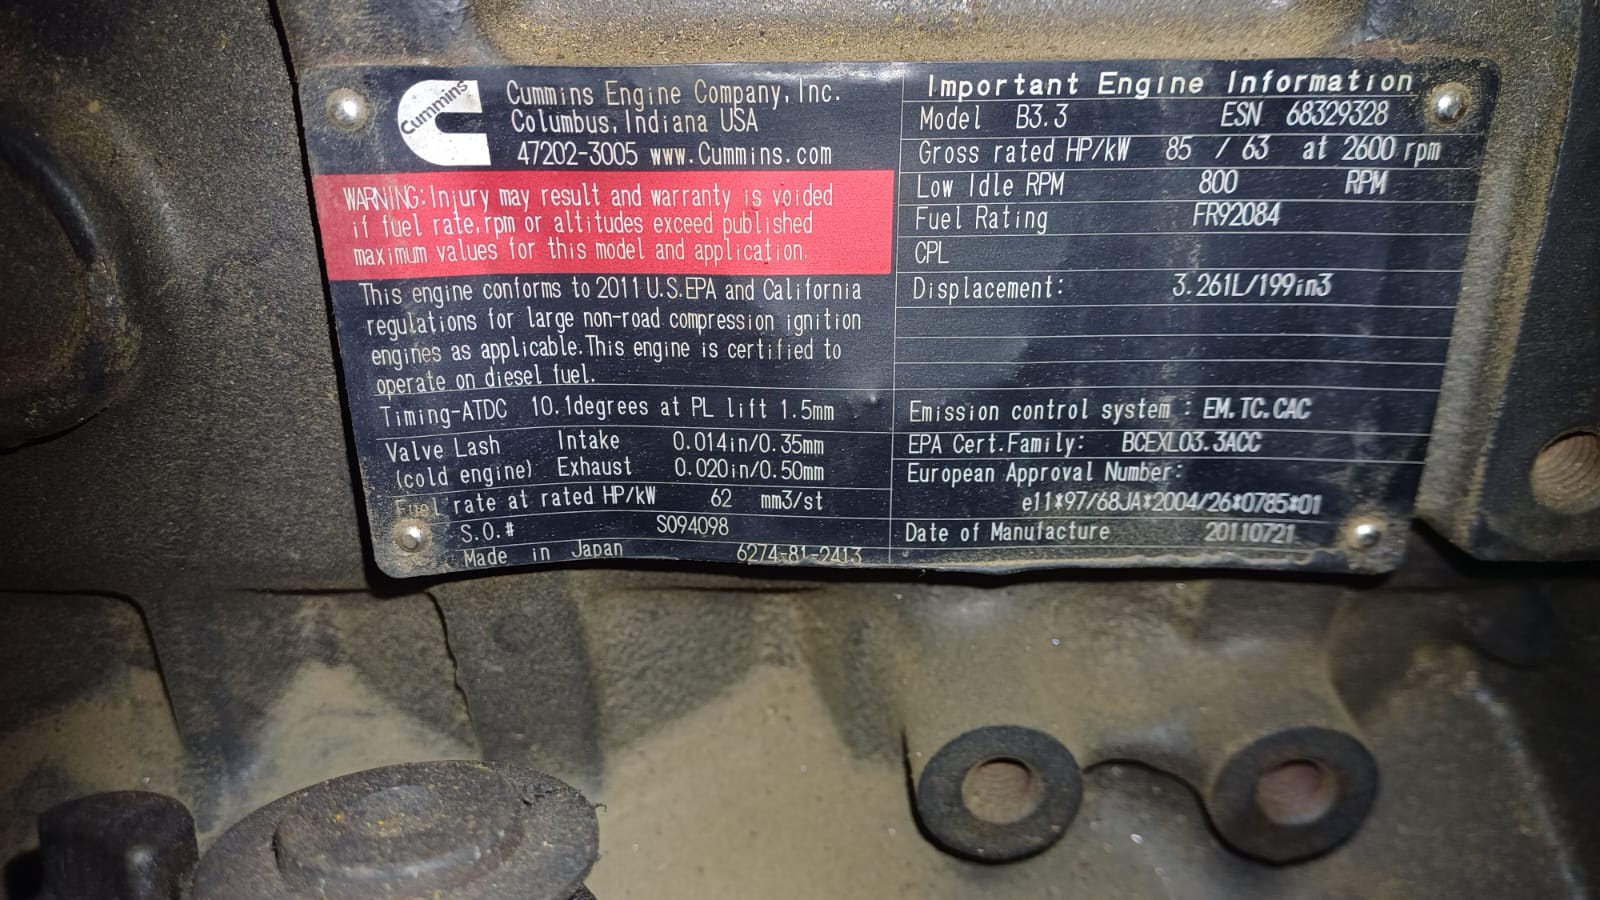 Cummins
Cummins Engine Company, Inc.
Columbus, Indiana USA
47202-3005 www.Cummins.com
WARNING: Injury may result and warranty is voided
if fuel rate, rpm or altitudes exceed published
maximum values for this model and application.
This engine conforms to 2011 U.S.EPA and California
regulations for large non-road compression ignition
engines as applicable. This engine is certified to
operate on diesel fuel.
Timing-ATDC 10.1degrees at PL lift 1.5mm
Valve Lash Intake 0.014in/0.35mm
(cold engine) Exhaust 0.020in/0.50mm
Fuel rate at rated HP/kW 62 mm3/st
S.O.# S094098
Made in Japan 6274-81-2413
Important Engine Information
Model B3.3 ESN 68329328
Gross rated HP/kW 85 / 63 at 2600 rpm
Low Idle RPM 800 RPM
Fuel Rating FR92084
CPL
Displacement: 3.261L/199in3
Emission control system : EM.TC.CAC
EPA Cert.Family: BCEXL03.3ACC
European Approval Number:
e11*97/68JA*2004/26*0785*01
Date of Manufacture 20110721